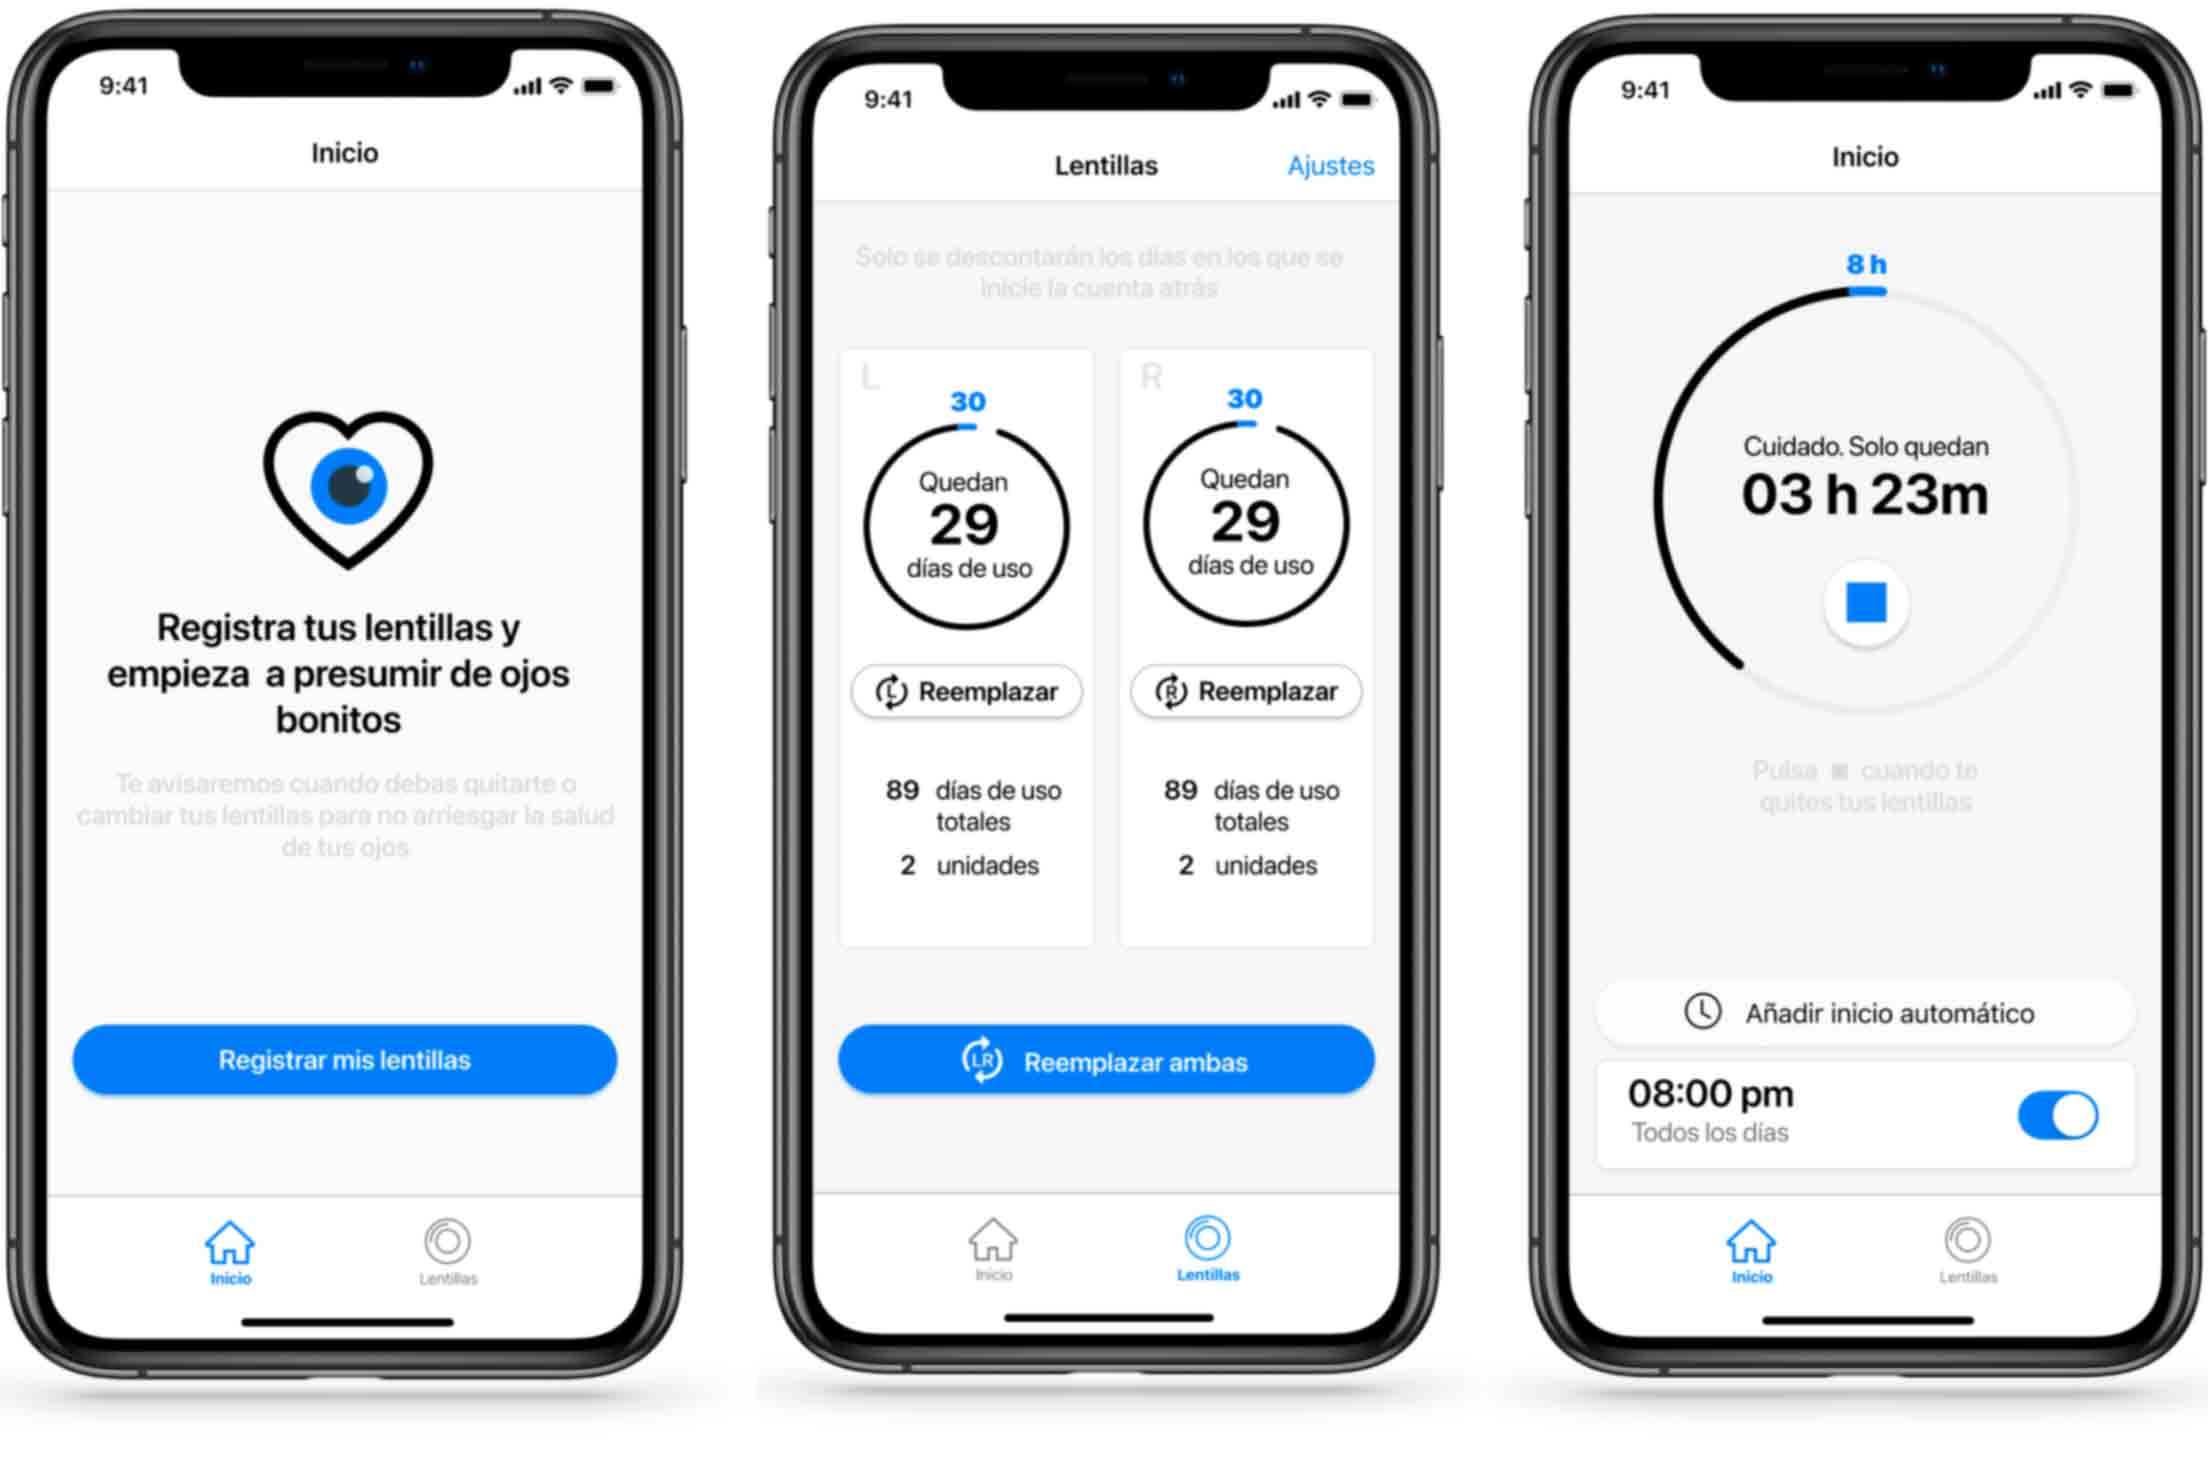 9:41
Inicio
Registra tus lentillas y
empieza a presumir de ojos
bonitos
Te avisaremos cuando debas quitarte o
cambiar tus lentillas para no arriesgar la salud
de tus ojos
Registrar mis lentillas
Inicio
Lentillas
9:41
Lentillas
Ajustes
Solo se descontarán los días en los que se
inicie la cuenta atrás
L
30
Quedan
29
días de uso
L Reemplazar
89 días de uso
totales
2 unidades
R
30
Quedan
29
días de uso
R Reemplazar
89 días de uso
totales
2 unidades
LR Reemplazar ambas
Inicio
Lentillas
9:41
Inicio
8 h
Cuidado. Solo quedan
03 h 23m
Pulsa cuando te
quites tus lentillas
Añadir inicio automático
08:00 pm
Todos los días
Inicio
Lentillas